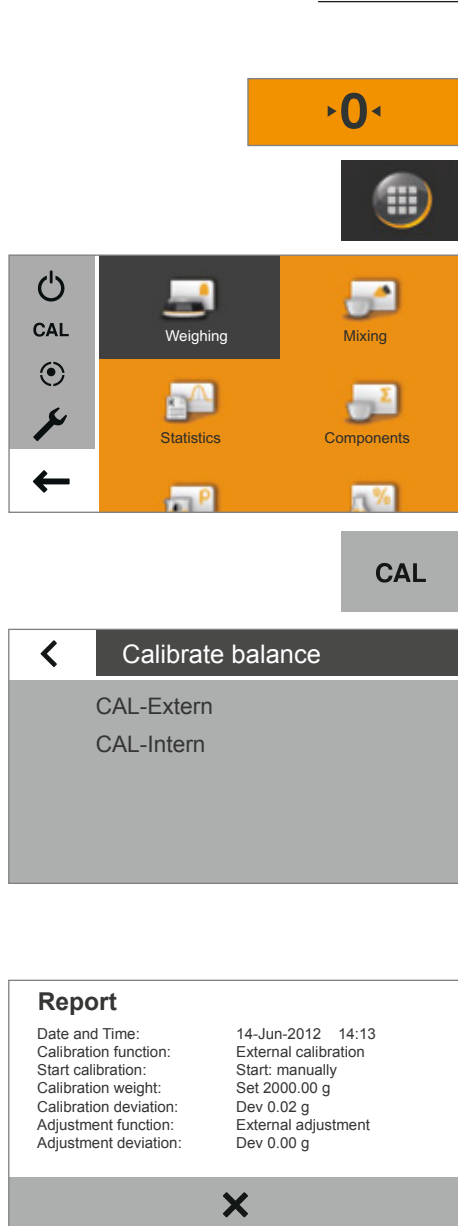 0
CAL
Weighing
Mixing
Statistics
Components
ρ
%
CAL
Calibrate balance
CAL-Extern
CAL-Intern
Report
Date and Time: 14-Jun-2012 14:13
Calibration function: External calibration
Start calibration: Start: manually
Calibration weight: Set 2000.00 g
Calibration deviation: Dev 0.02 g
Adjustment function: External adjustment
Adjustment deviation: Dev 0.00 g